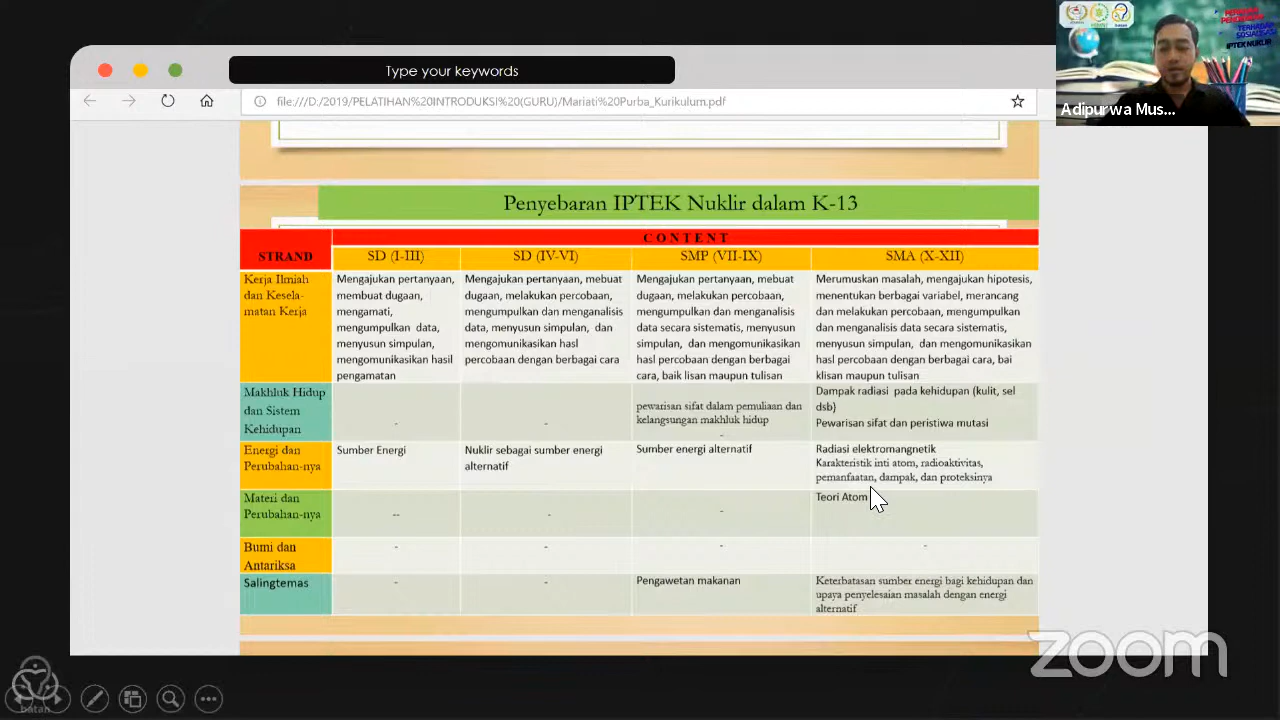 Type your keywords
file:///D:/2019/PELATIHAN%20INTRODUKSI%20(GURU)/Mariati%20Purba_Kurikulum.pdf
IPTEK NUKLIR
Adipurwa Mus...
Penyebaran IPTEK Nuklir dalam K-13
STRAND
CONTENT
SD (I-III)
SD (IV-VI)
SMP (VII-IX)
SMA (X-XII)
Kerja Ilmiah
dan Kesela-
matan Kerja
Mengajukan pertanyaan,
membuat dugaan,
mengamati,
mengumpulkan data,
menyusun simpulan,
mengomunikasikan hasil
pengamatan
Mengajukan pertanyaan, mebuat
dugaan, melakukan percobaan,
mengumpulkan dan menganalisis
data, menyusun simpulan, dan
mengomunikasikan hasl
percobaan dengan berbagai cara
Mengajukan pertanyaan, mebuat
dugaan, melakukan percobaan,
mengumpulkan dan menganalisis
data secara sistematis, menyusun
simpulan, dan mengomunikasikan
hasl percobaan dengan berbagai
cara, baik lisan maupun tulisan
Merumuskan masalah, mengajukan hipotesis,
menentukan berbagai variabel, merancang
dan melakukan percobaan, mengumpulkan
dan menganalisis data secara sistematis,
menyusun simpulan, dan mengomunikasikan
hasl percobaan dengan berbagai cara, bai
klisan maupun tulisan
Makhluk Hidup
dan Sistem
Kehidupan
-
-
pewarisan sifat dalam pemuliaan dan
kelangsungan makhluk hidup
-
Dampak radiasi pada kehidupan (kulit, sel
dsb)
Pewarisan sifat dan peristiwa mutasi
Energi dan
Perubahan-nya
Sumber Energi
Nuklir sebagai sumber energi
alternatif
Sumber energi alternatif
Radiasi elektromangnetik
Karakteristik inti atom, radioaktivitas,
pemanfaatan, dampak, dan proteksinya
Materi dan
Perubahan-nya
--
-
-
Teori Atom
Bumi dan
Antariksa
-
-
-
-
Salingtemas
-
-
Pengawetan makanan
Keterbatasan sumber energi bagi kehidupan dan
upaya penyelesaian masalah dengan energi
alternatif
zoom
batan